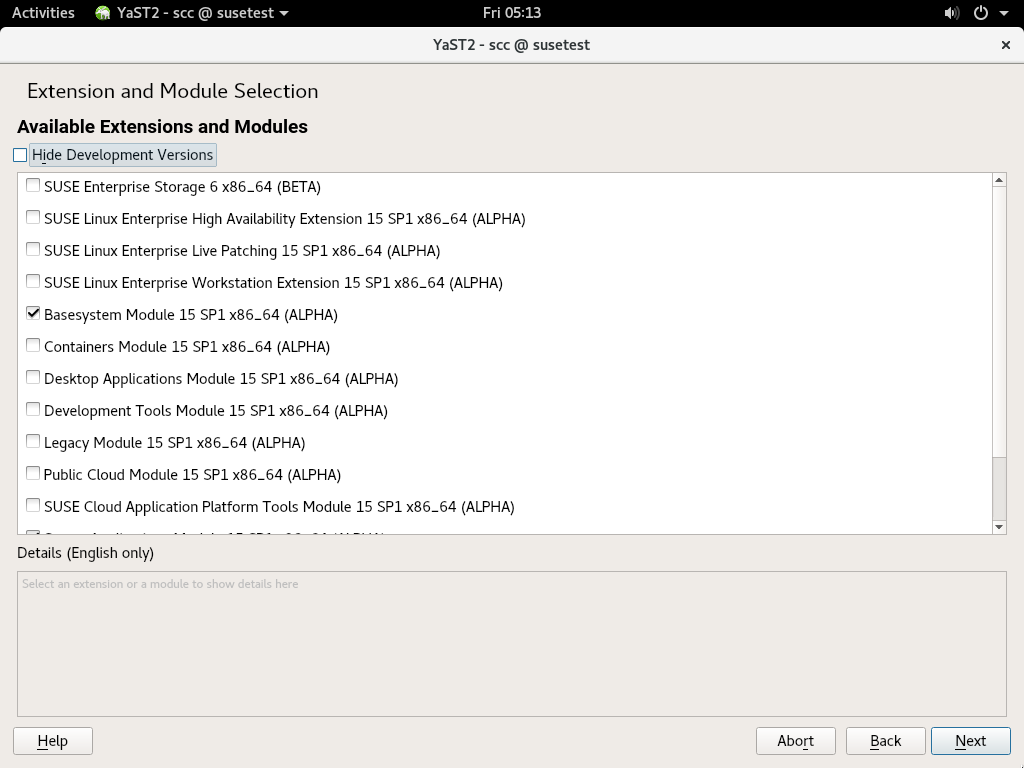 Activities YaST2 - scc @ susetest Fri 05:13
YaST2 - scc @ susetest ×
Extension and Module Selection
Available Extensions and Modules
Hide Development Versions
SUSE Enterprise Storage 6 x86_64 (BETA)
SUSE Linux Enterprise High Availability Extension 15 SP1 x86_64 (ALPHA)
SUSE Linux Enterprise Live Patching 15 SP1 x86_64 (ALPHA)
SUSE Linux Enterprise Workstation Extension 15 SP1 x86_64 (ALPHA)
Basesystem Module 15 SP1 x86_64 (ALPHA)
Containers Module 15 SP1 x86_64 (ALPHA)
Desktop Applications Module 15 SP1 x86_64 (ALPHA)
Development Tools Module 15 SP1 x86_64 (ALPHA)
Legacy Module 15 SP1 x86_64 (ALPHA)
Public Cloud Module 15 SP1 x86_64 (ALPHA)
SUSE Cloud Application Platform Tools Module 15 SP1 x86_64 (ALPHA)
Details (English only)
Select an extension or a module to show details here
Help Abort Back Next